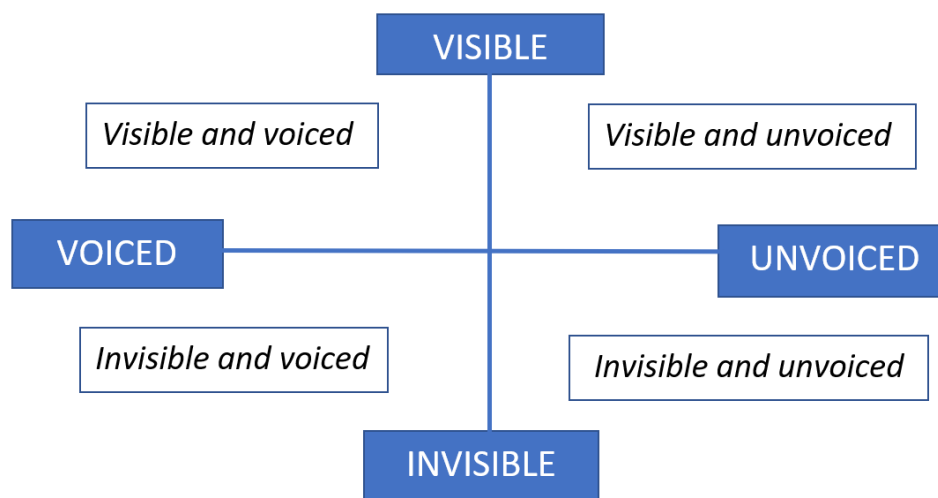 VISIBLE
Visible and voiced
Visible and unvoiced
VOICED
UNVOICED
Invisible and voiced
Invisible and unvoiced
INVISIBLE